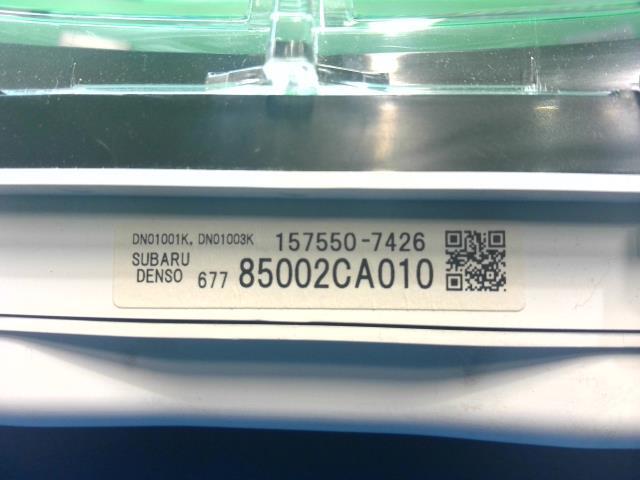 DN01001K, DN01003K 157550-7426
SUBARU
DENSO 677 85002CA010